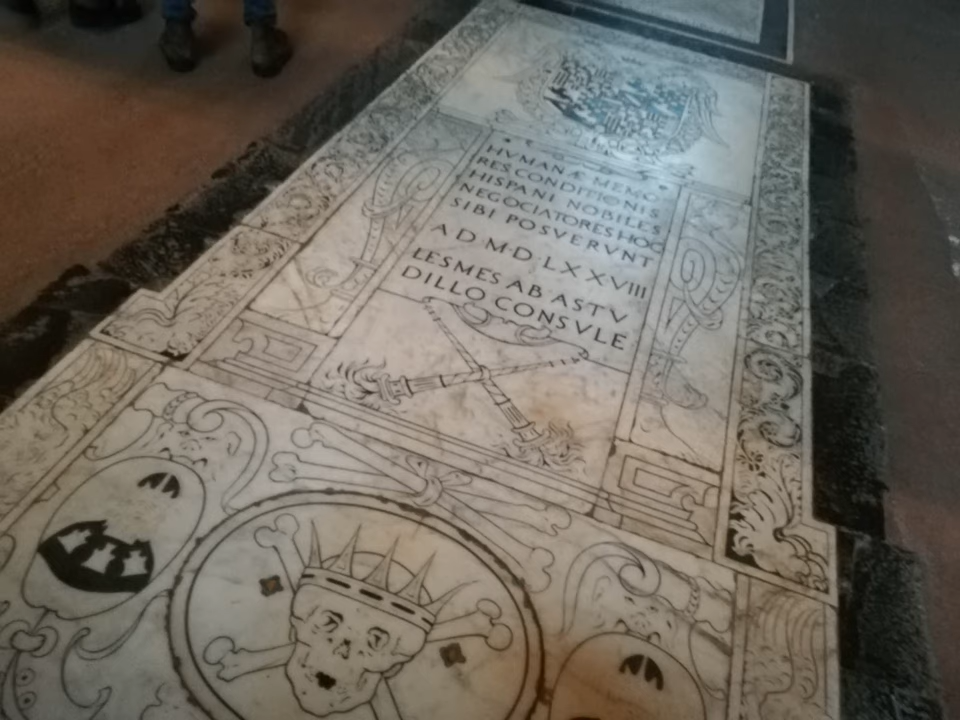 HVMANÆ MEMO
RES CONDITIONIS
HISPANI NOBILES
NEGOCIATORES HOC
SIBI POSVERVNT
A D M D LXXVIII
LESMES AB ASTV
DILLO CONSVLE